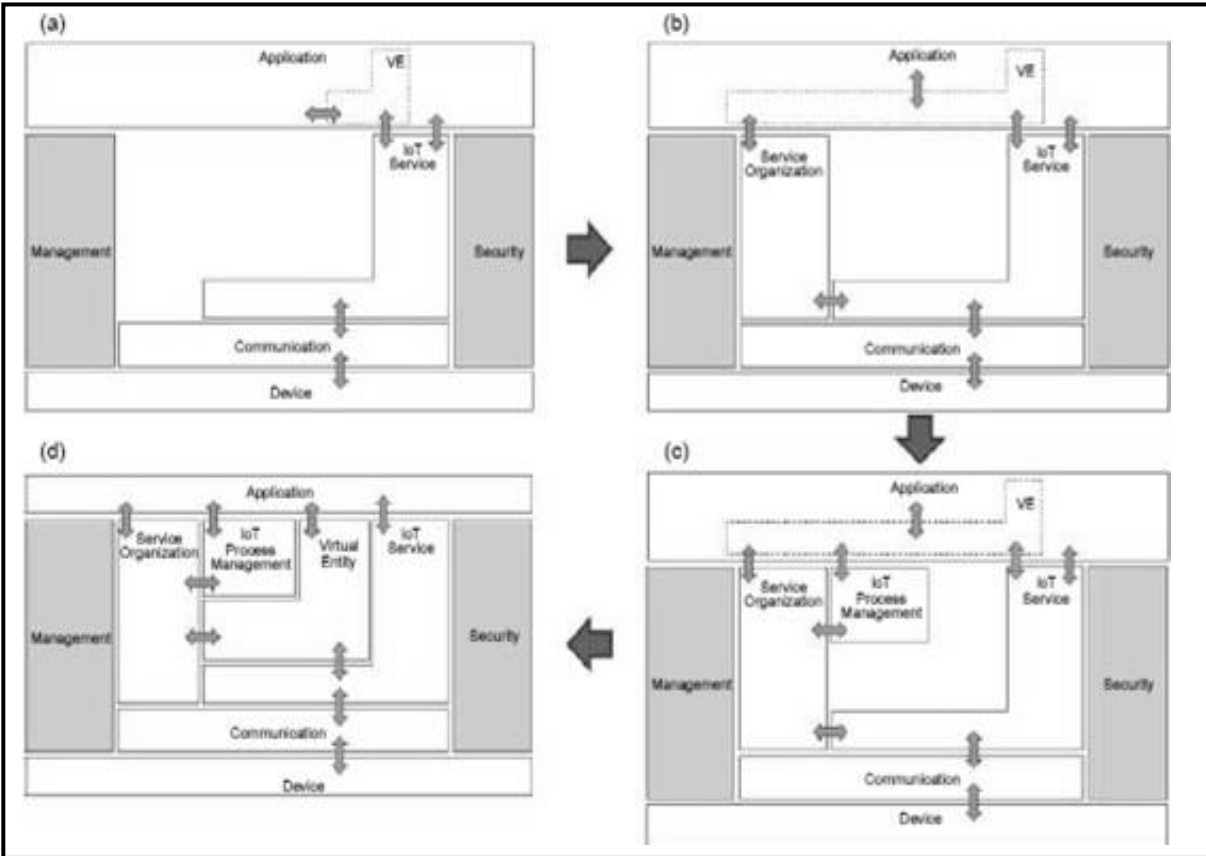 (a)
Application
VE
IoT
Service
Management
Security
Communication
Device
(b)
Application
VE
Service
Organization
IoT
Service
Management
Security
Communication
Device
(d)
Application
Service
Organization
IoT
Process
Management
Virtual
Entity
IoT
Service
Management
Security
Communication
Device
(c)
Application
VE
Service
Organization
IoT
Process
Management
IoT
Service
Management
Security
Communication
Device